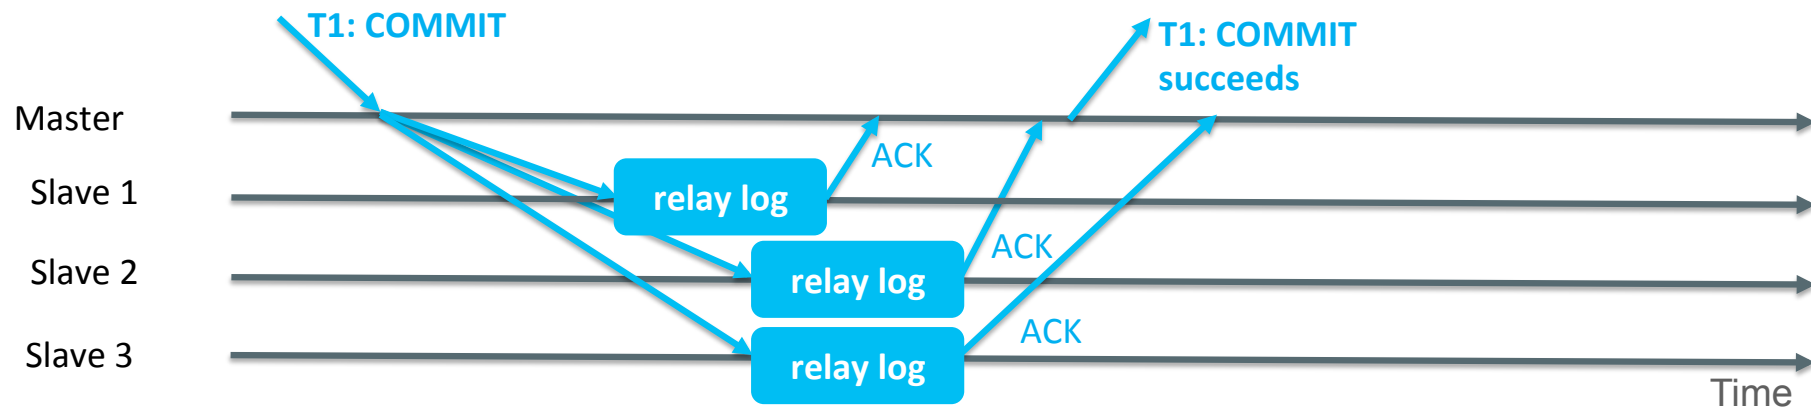 T1: COMMIT
T1: COMMIT
succeeds
Master
ACK
Slave 1
relay log
ACK
Slave 2
relay log
ACK
Slave 3
relay log
Time